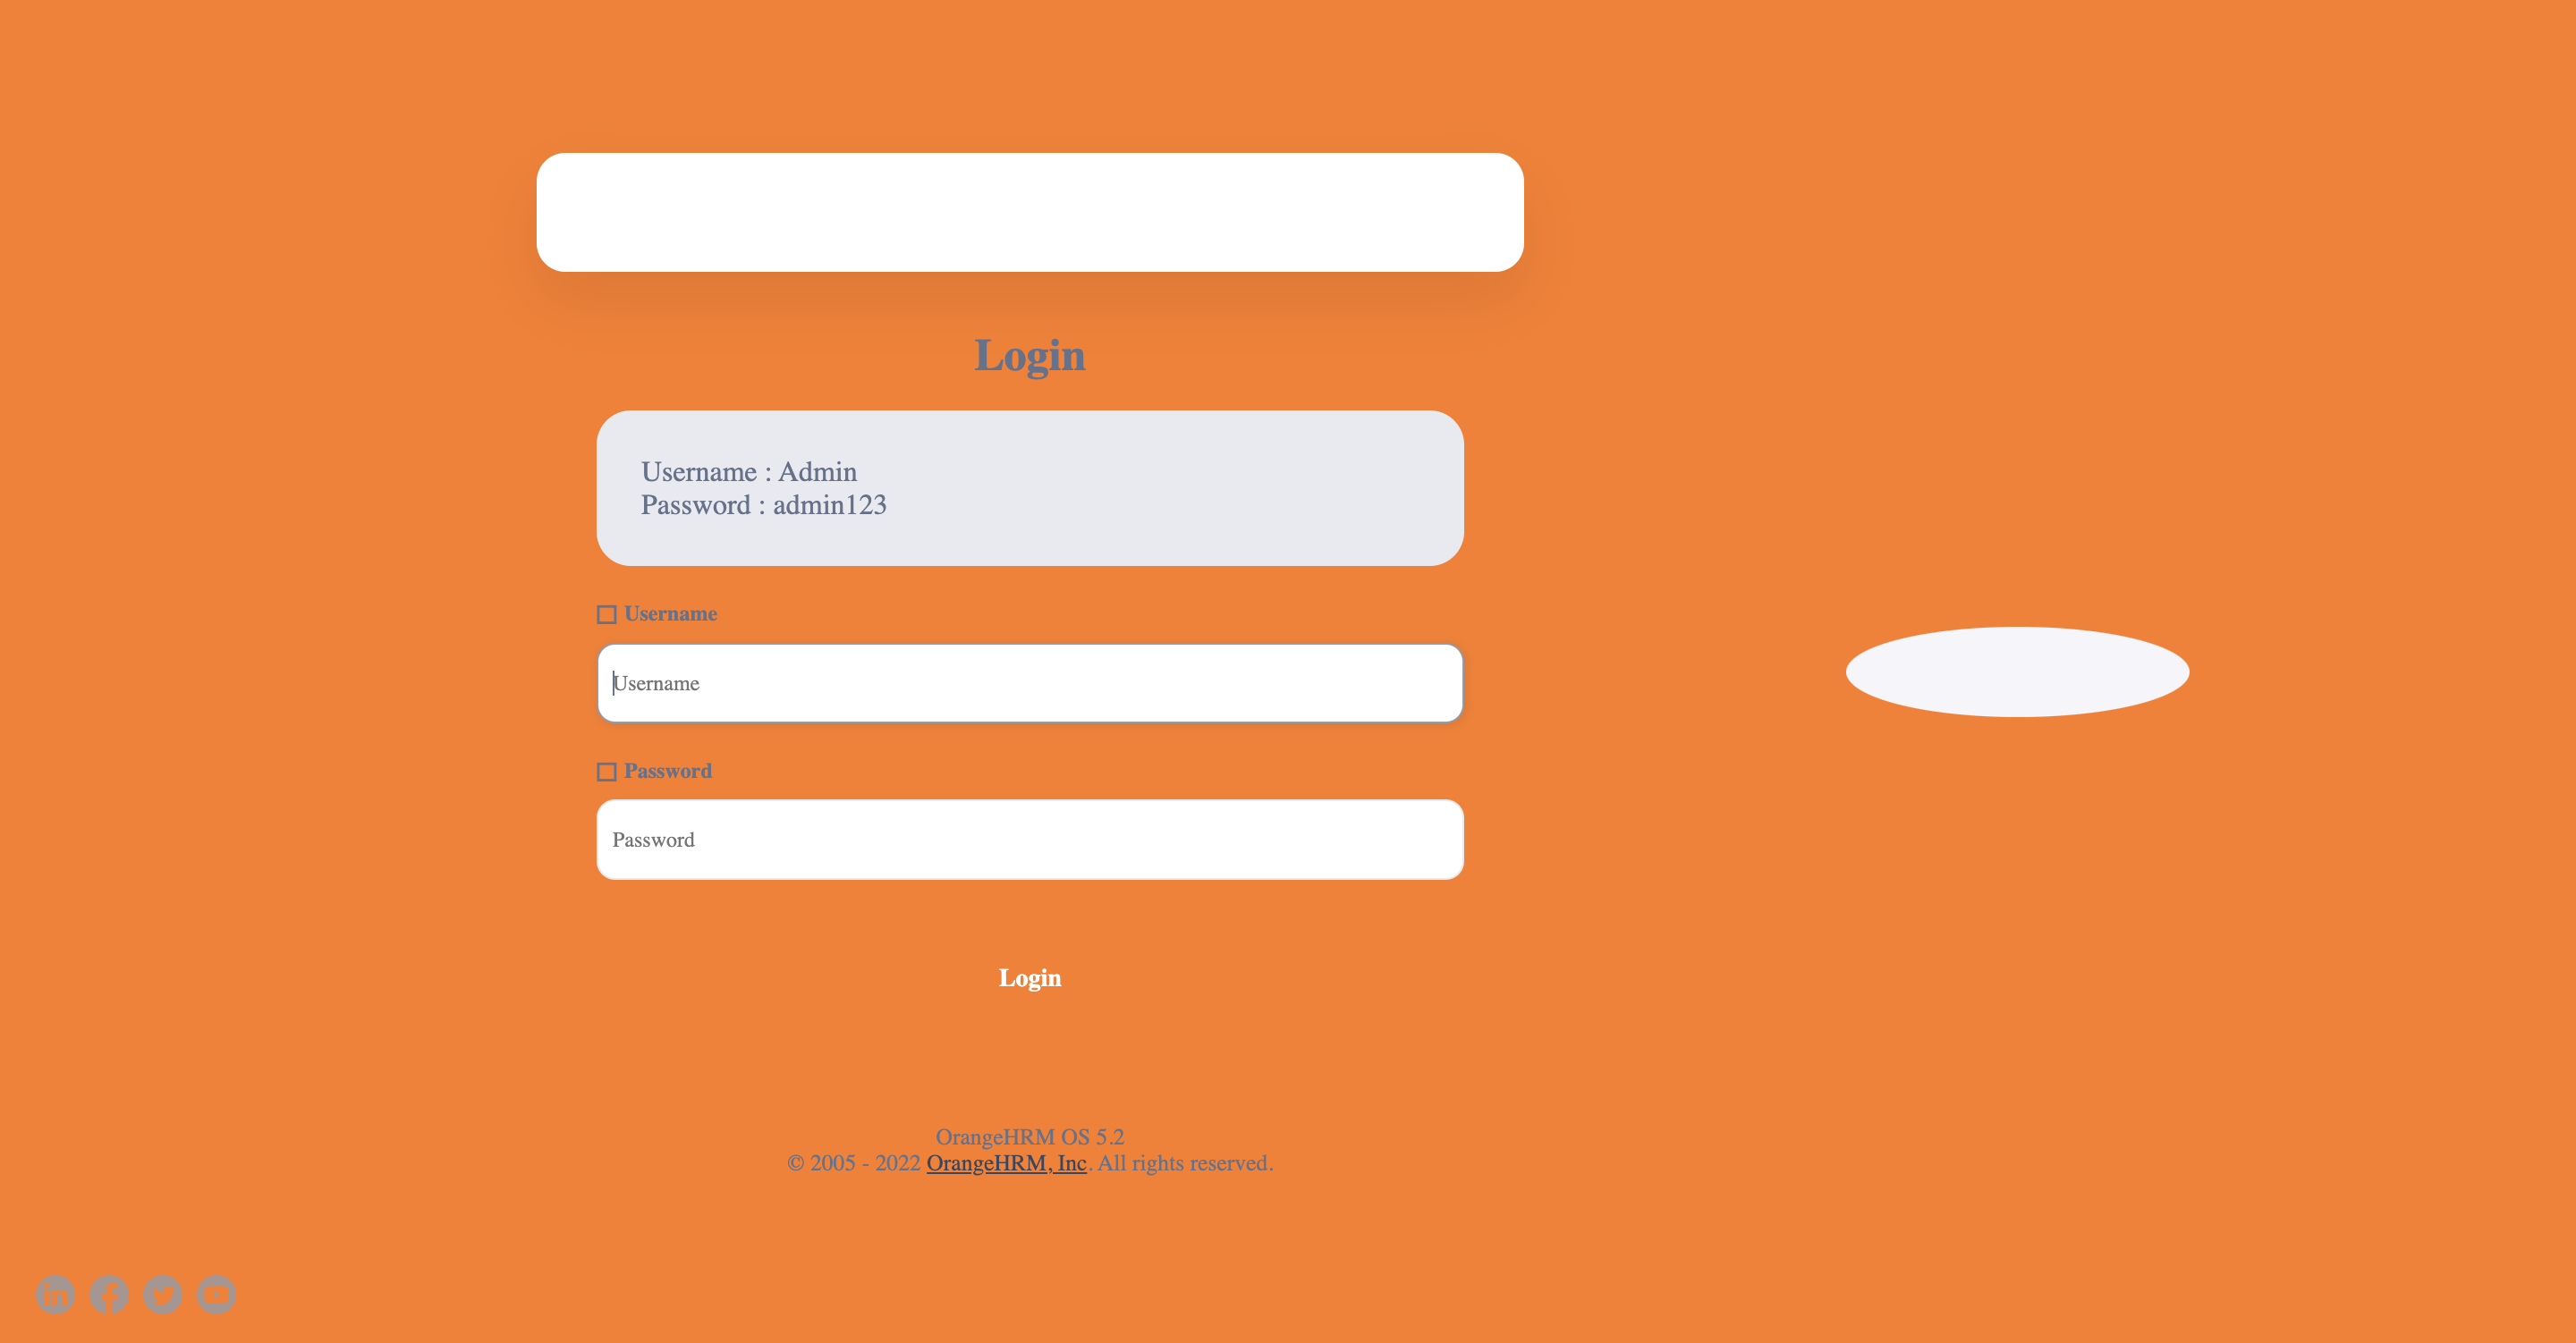 Login
Username : Admin
Password : admin123
Username
Username
Password
Password
Login
OrangeHRM OS 5.2
© 2005 - 2022 OrangeHRM, Inc. All rights reserved.